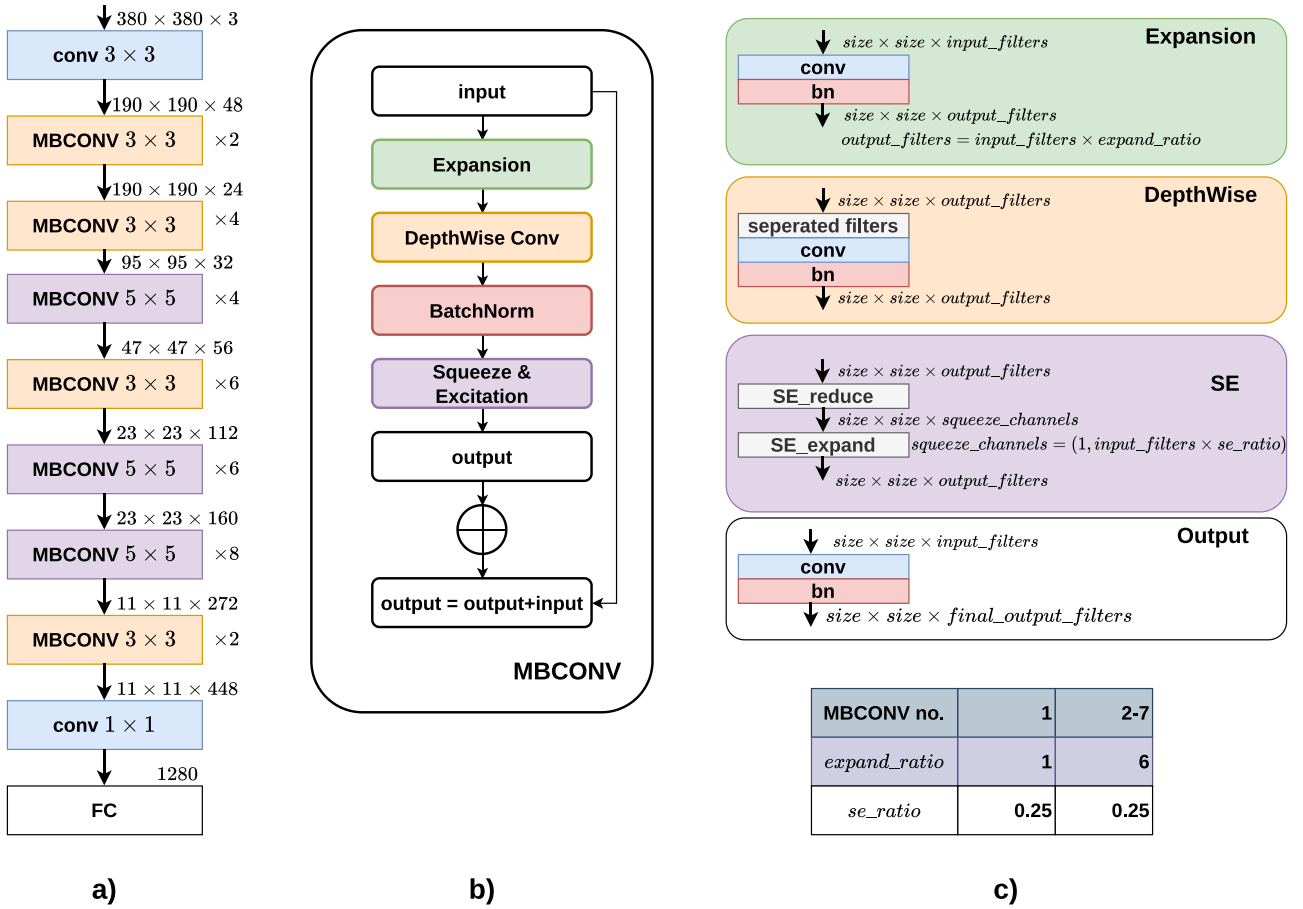 380 × 380 × 3
conv 3 × 3
190 × 190 × 48
MBCONV 3 × 3 ×2
190 × 190 × 24
MBCONV 3 × 3 ×4
95 × 95 × 32
MBCONV 5 × 5 ×4
47 × 47 × 56
MBCONV 3 × 3 ×6
23 × 23 × 112
MBCONV 5 × 5 ×6
23 × 23 × 160
MBCONV 5 × 5 ×8
11 × 11 × 272
MBCONV 3 × 3 ×2
11 × 11 × 448
conv 1 × 1
1280
FC
a)
input
Expansion
DepthWise Conv
BatchNorm
Squeeze &
Excitation
output
output = output+input
MBCONV
b)
Expansion
size × size × input_filters
conv
bn
size × size × output_filters
output_filters = input_filters × expand_ratio
DepthWise
size × size × output_filters
seperated filters
conv
bn
size × size × output_filters
SE
size × size × output_filters
SE_reduce
size × size × squeeze_channels
SE_expand squeeze_channels = (1, input_filters × se_ratio)
size × size × output_filters
Output
size × size × input_filters
conv
bn
size × size × final_output_filters
MBCONV no. 1 2-7
expand_ratio 1 6
se_ratio 0.25 0.25
c)